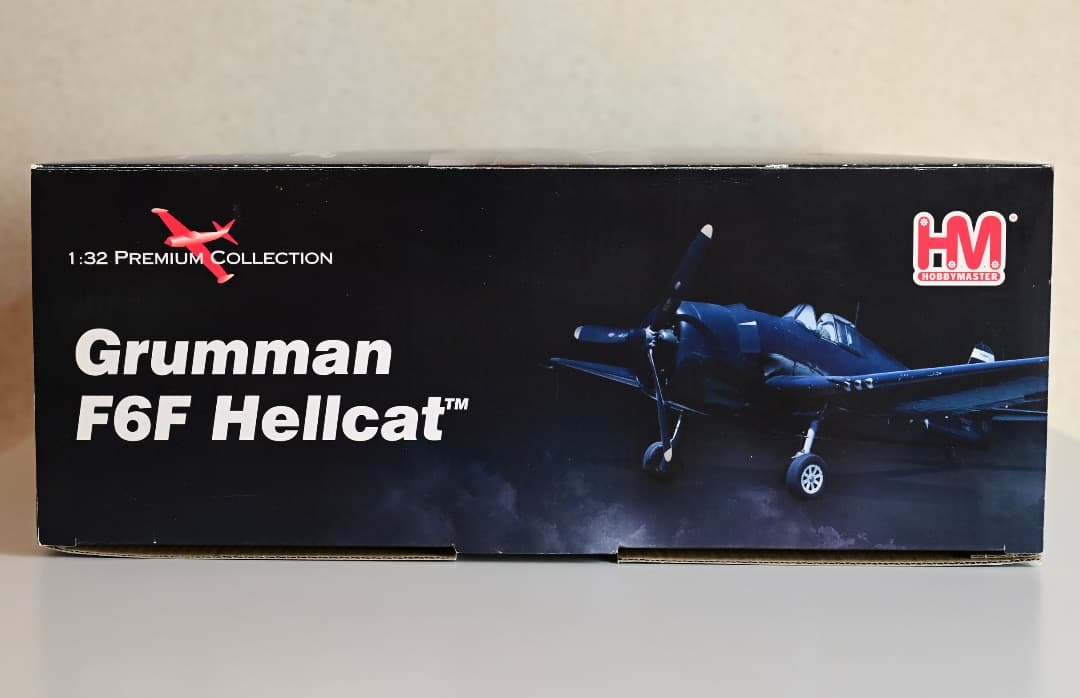 1:32 PREMIUM COLLECTION
HM
HOBBYMASTER
Grumman
F6F Hellcat™